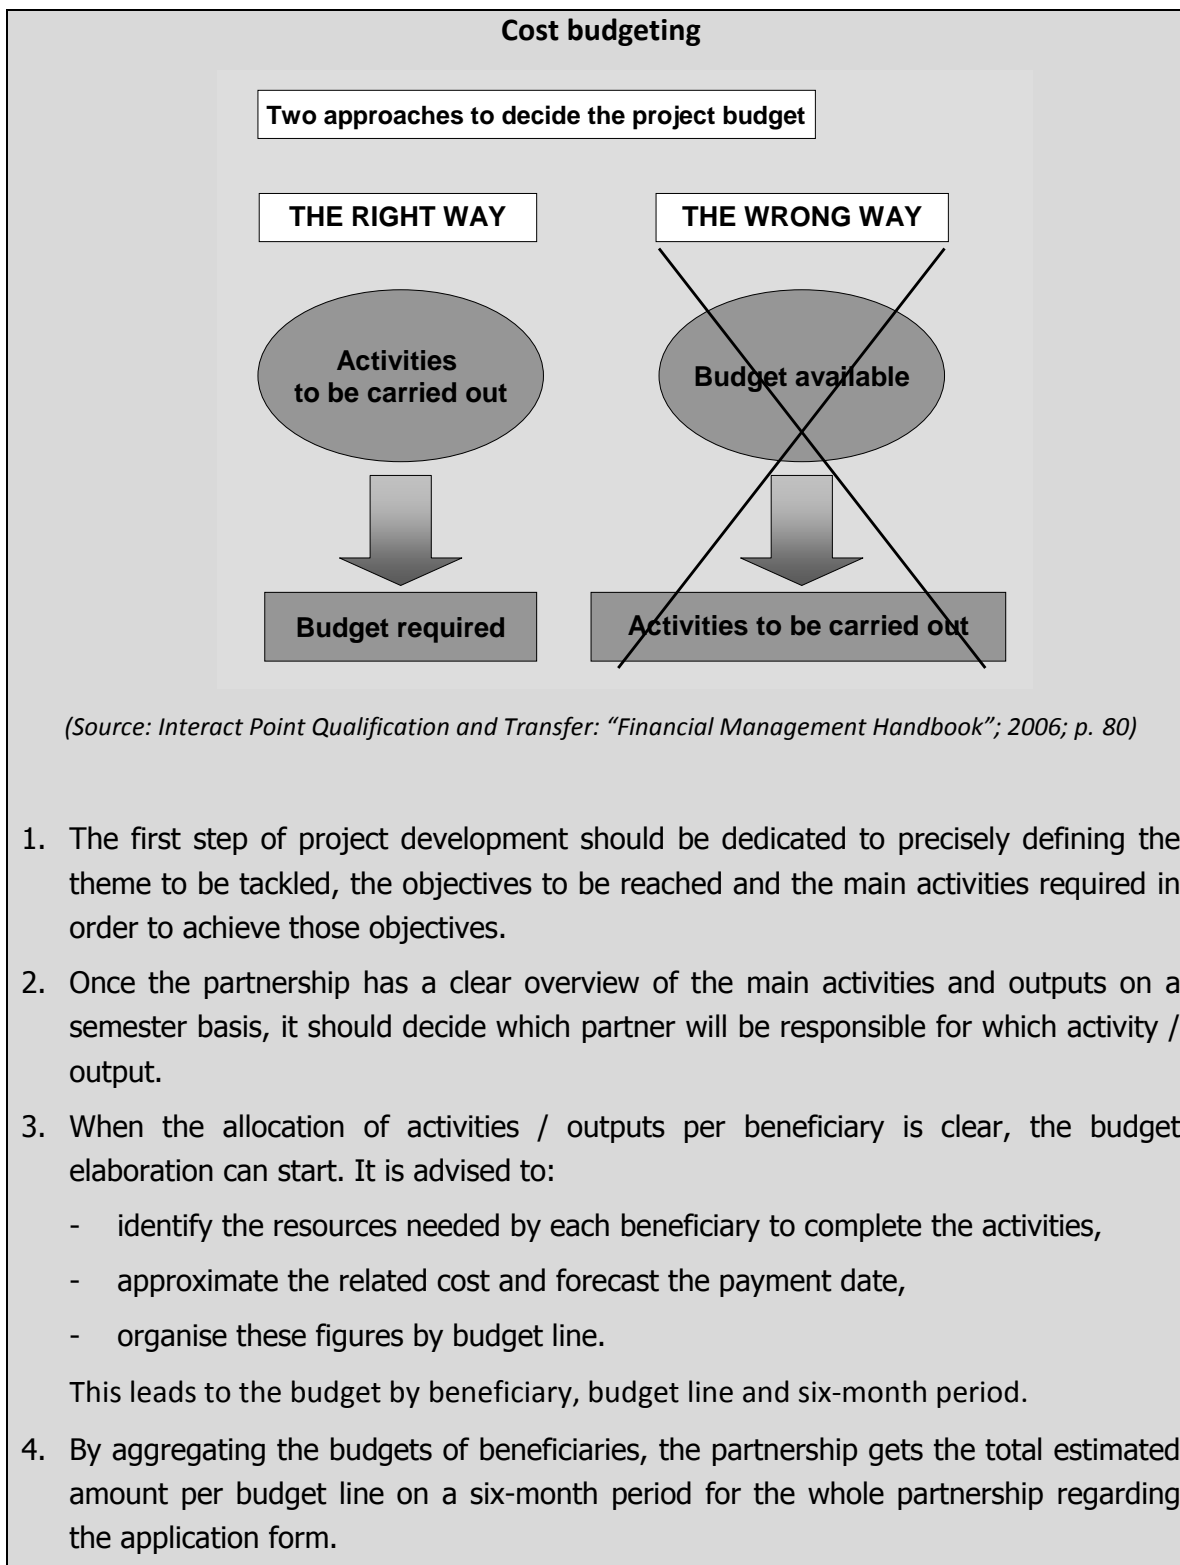 Cost budgeting
Two approaches to decide the project budget
THE RIGHT WAY
THE WRONG WAY
Activities
to be carried out
Budget available
Budget required
Activities to be carried out
(Source: Interact Point Qualification and Transfer: “Financial Management Handbook”; 2006; p. 80)
1. The first step of project development should be dedicated to precisely defining the
theme to be tackled, the objectives to be reached and the main activities required in
order to achieve those objectives.
2. Once the partnership has a clear overview of the main activities and outputs on a
semester basis, it should decide which partner will be responsible for which activity /
output.
3. When the allocation of activities / outputs per beneficiary is clear, the budget
elaboration can start. It is advised to:
- identify the resources needed by each beneficiary to complete the activities,
- approximate the related cost and forecast the payment date,
- organise these figures by budget line.
This leads to the budget by beneficiary, budget line and six-month period.
4. By aggregating the budgets of beneficiaries, the partnership gets the total estimated
amount per budget line on a six-month period for the whole partnership regarding
the application form.